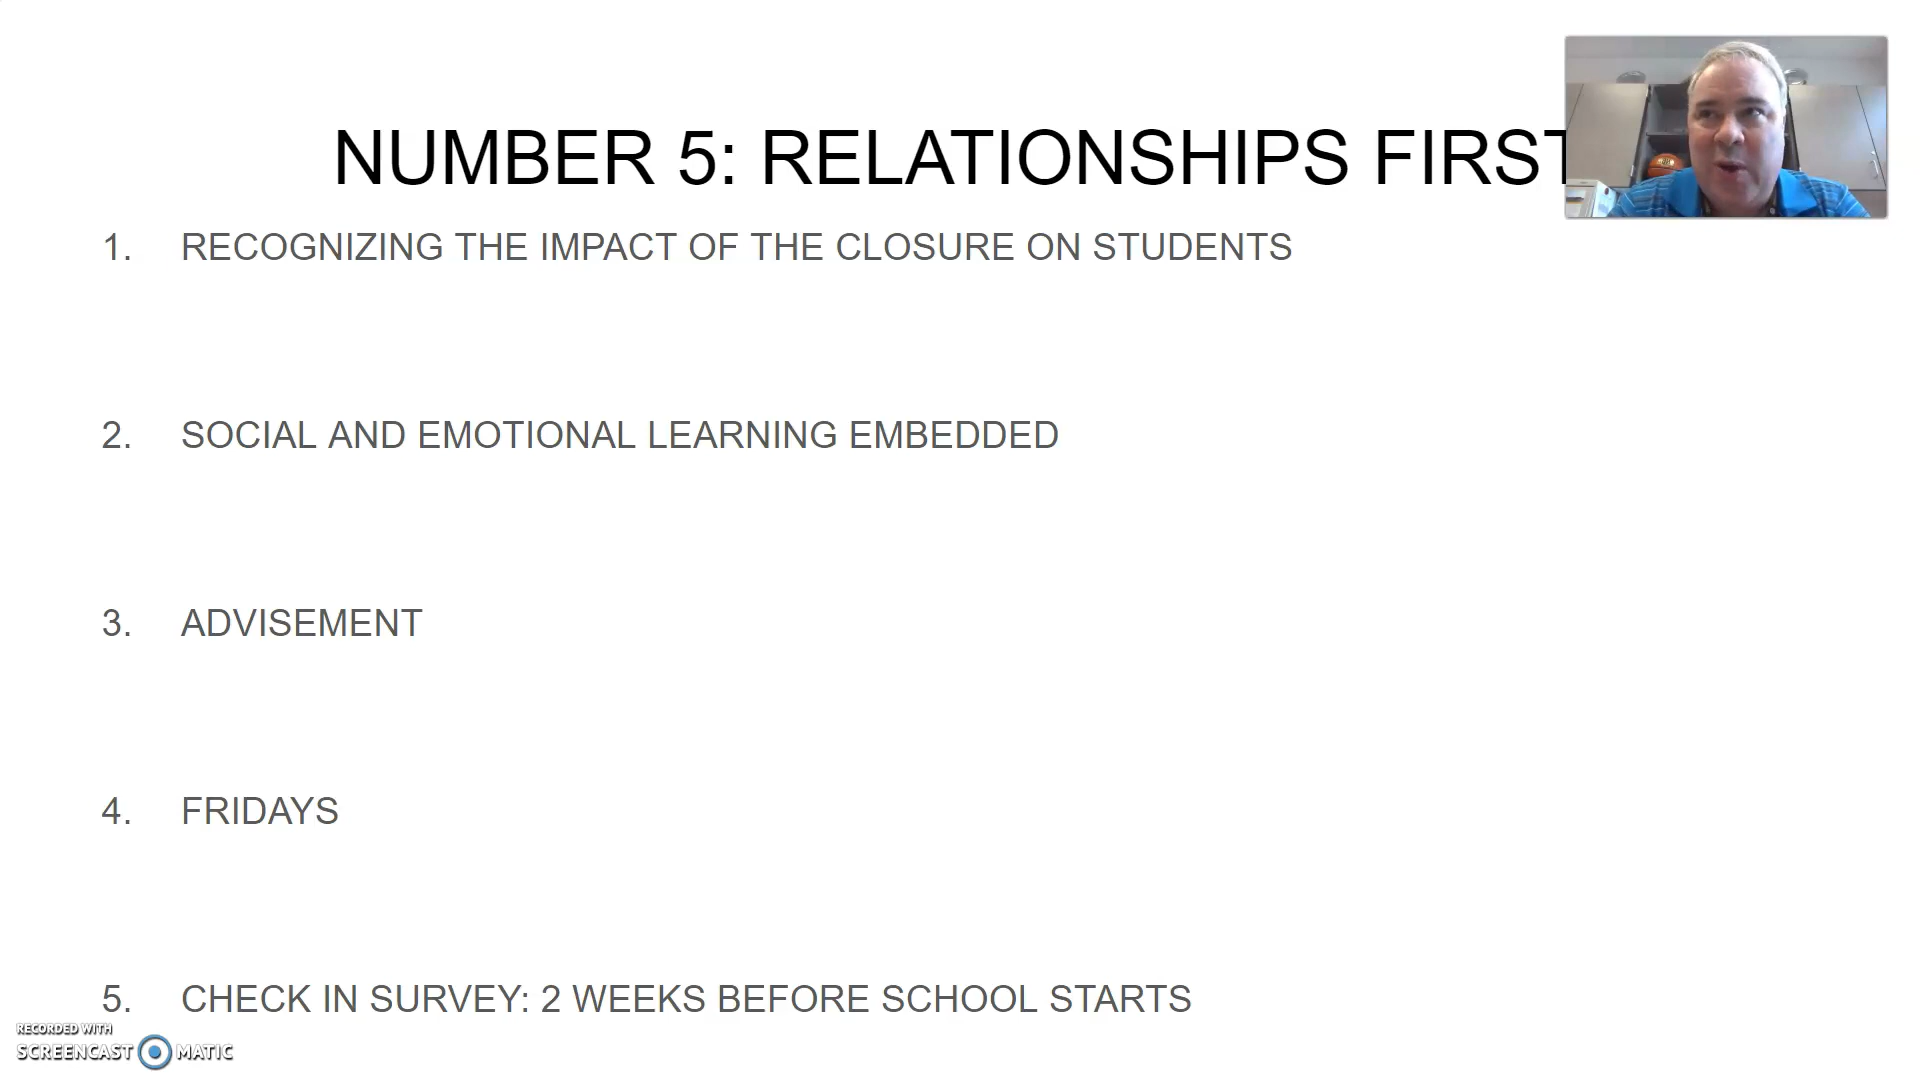 NUMBER 5: RELATIONSHIPS FIRST
1. RECOGNIZING THE IMPACT OF THE CLOSURE ON STUDENTS
2. SOCIAL AND EMOTIONAL LEARNING EMBEDDED
3. ADVISEMENT
4. FRIDAYS
5. CHECK IN SURVEY: 2 WEEKS BEFORE SCHOOL STARTS
RECORDED WITH
SCREENCAST MATIC